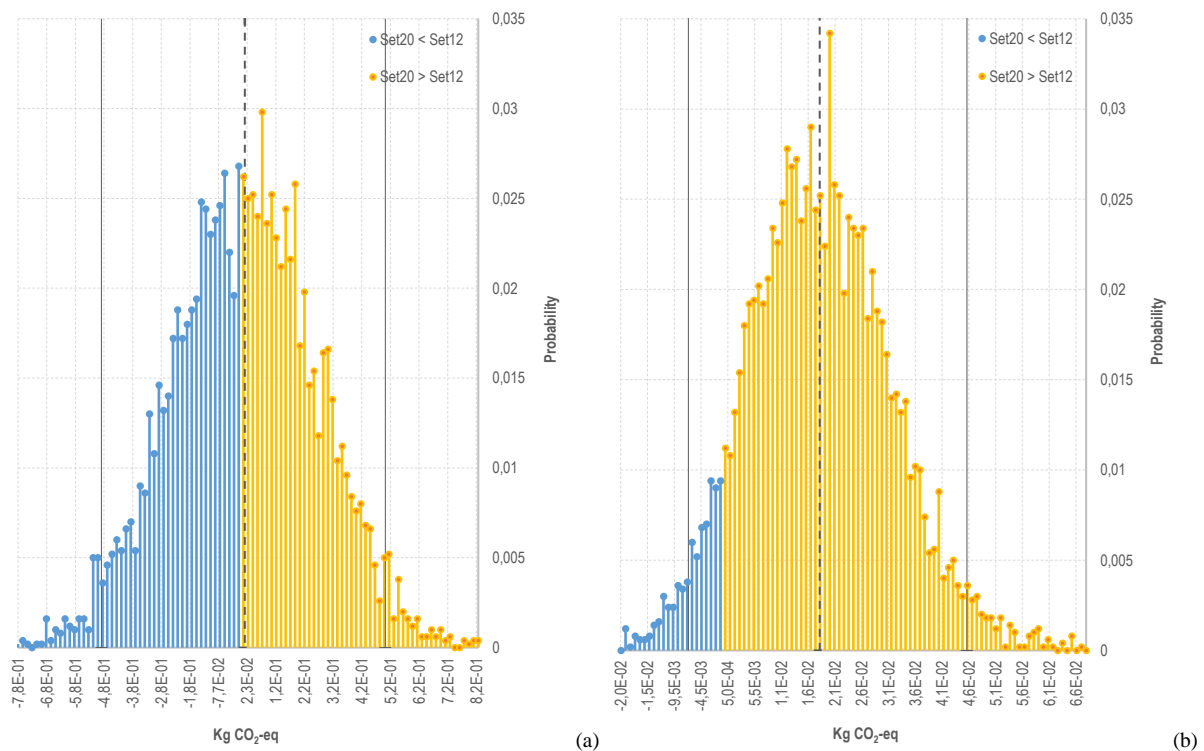 0,035
0,03
0,025
0,02
0,015
0,01
0,005
0
Probability
Set20 < Set12
Set20 > Set12
-7,8E-01
-6,8E-01
-5,8E-01
-4,8E-01
-3,8E-01
-2,8E-01
-1,8E-01
-7,7E-02
2,3E-02
1,2E-01
2,2E-01
3,2E-01
4,2E-01
5,2E-01
6,2E-01
7,2E-01
8,2E-01
Kg CO₂-eq
(a)
0,035
0,03
0,025
0,02
0,015
0,01
0,005
0
Probability
Set20 < Set12
Set20 > Set12
-2,0E-02
-1,5E-02
-9,5E-03
-4,5E-03
5,0E-04
5,5E-03
1,1E-02
1,6E-02
2,1E-02
2,6E-02
3,1E-02
3,6E-02
4,1E-02
4,6E-02
5,1E-02
5,6E-02
6,1E-02
6,6E-02
Kg CO₂-eq
(b)